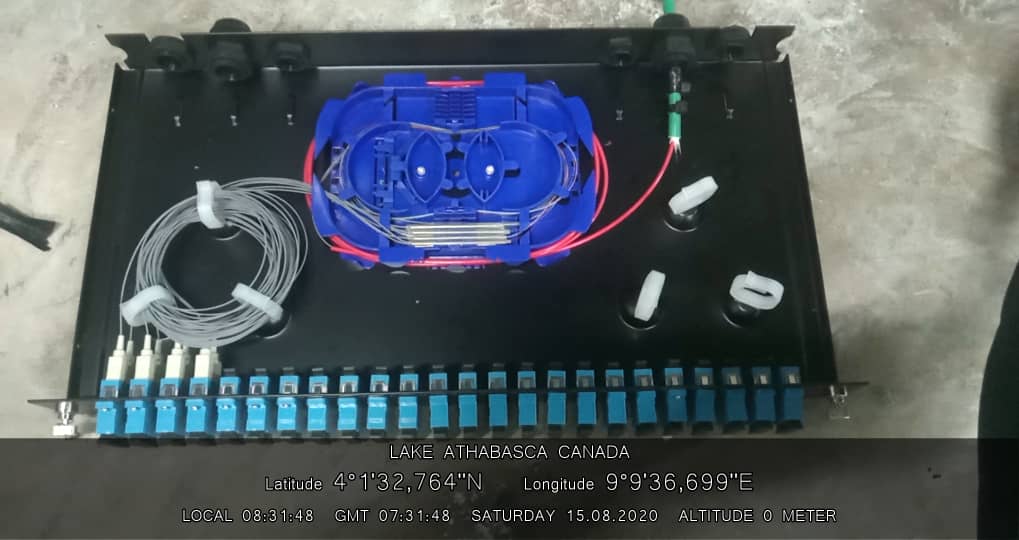 LAKE ATHABASCA CANADA
Latitude 4°1'32,764"N Longitude 9°9'36,699"E
LOCAL 08:31:48 GMT 07:31:48 SATURDAY 15.08.2020 ALTITUDE 0 METER